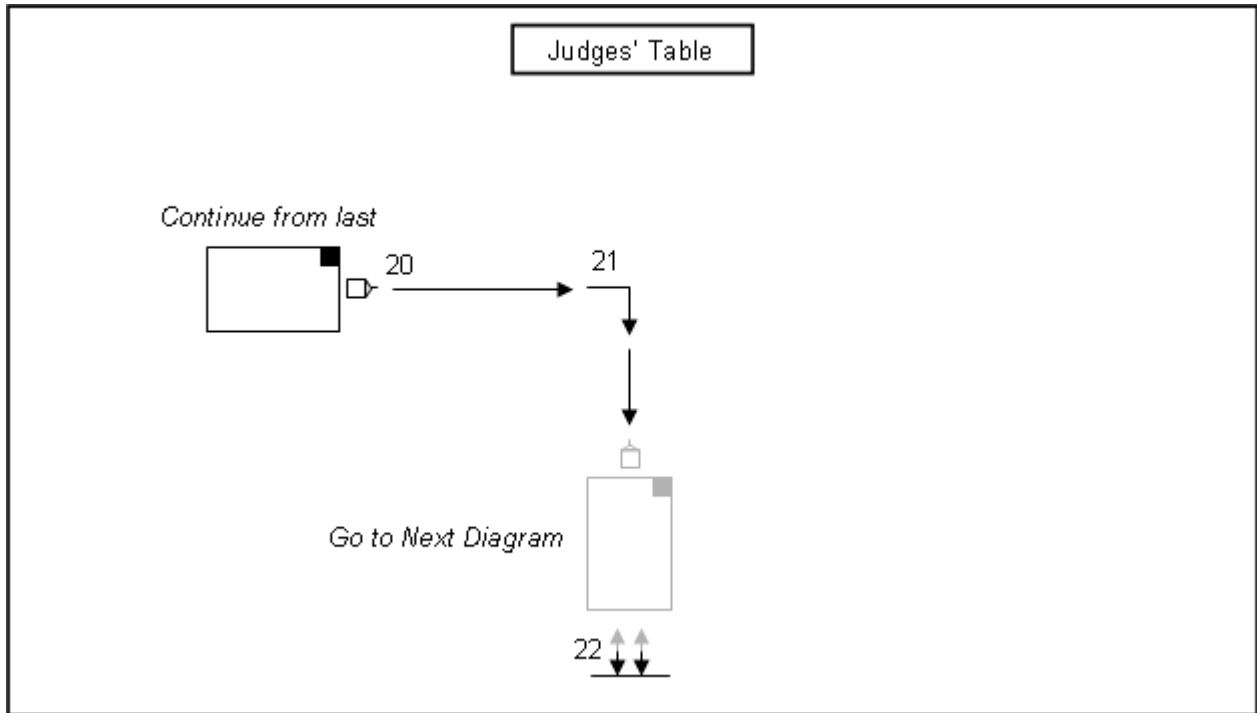 Judges' Table
Continue from last
20
21
Go to Next Diagram
22